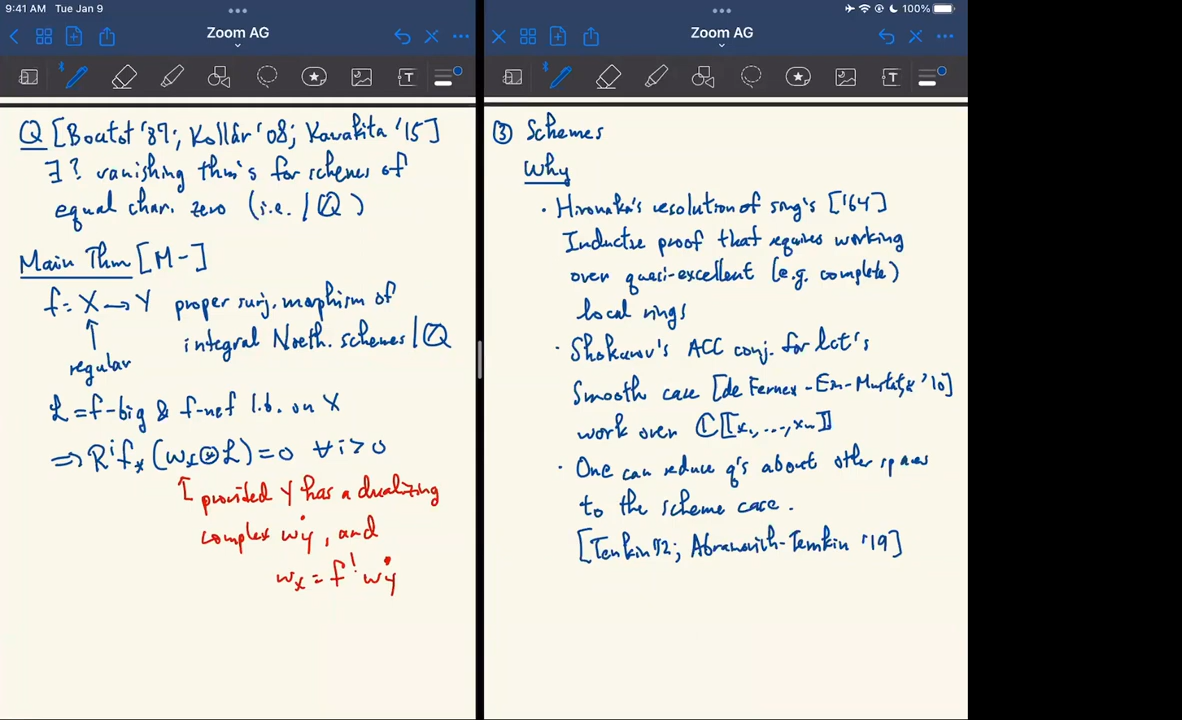 9:41 AM Tue Jan 9
100%
Zoom AG
Q [Boutot '87; Kollár '08; Kawakita '15]
∃? vanishing thm's for schemes of
equal char. zero (i.e. /ℚ)
Main Thm [M-]
f: X → Y proper surj. morphism of
integral Noeth. schemes /ℚ
regular
ℒ = f-big & f-nef l.b. on X
⇒ Rⁱf_*(ω_X⊗ℒ) = 0 ∀i>0
provided Y has a dualizing
complex ω_Y^•, and
ω_X = f^! ω_Y^•
Zoom AG
③ Schemes
Why
· Hironaka's resolution of sing's ['64]
Inductive proof that requires working
over quasi-excellent (e.g. complete)
local rings
· Shokurov's ACC conj. for lct's
Smooth case [de Fernex-Ein-Mustață '10]
work over ℂ[[x₁,...,xₙ]]
· One can reduce q's about other spaces
to the scheme case.
[Temkin '12; Abramovich-Temkin '19]